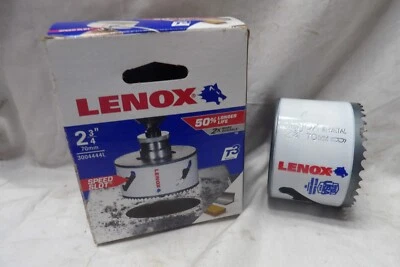 LENOX
50% LONGER
LIFE
2 3/4"
70mm
3004444L
SPEED
SLOT
T3
LENOX